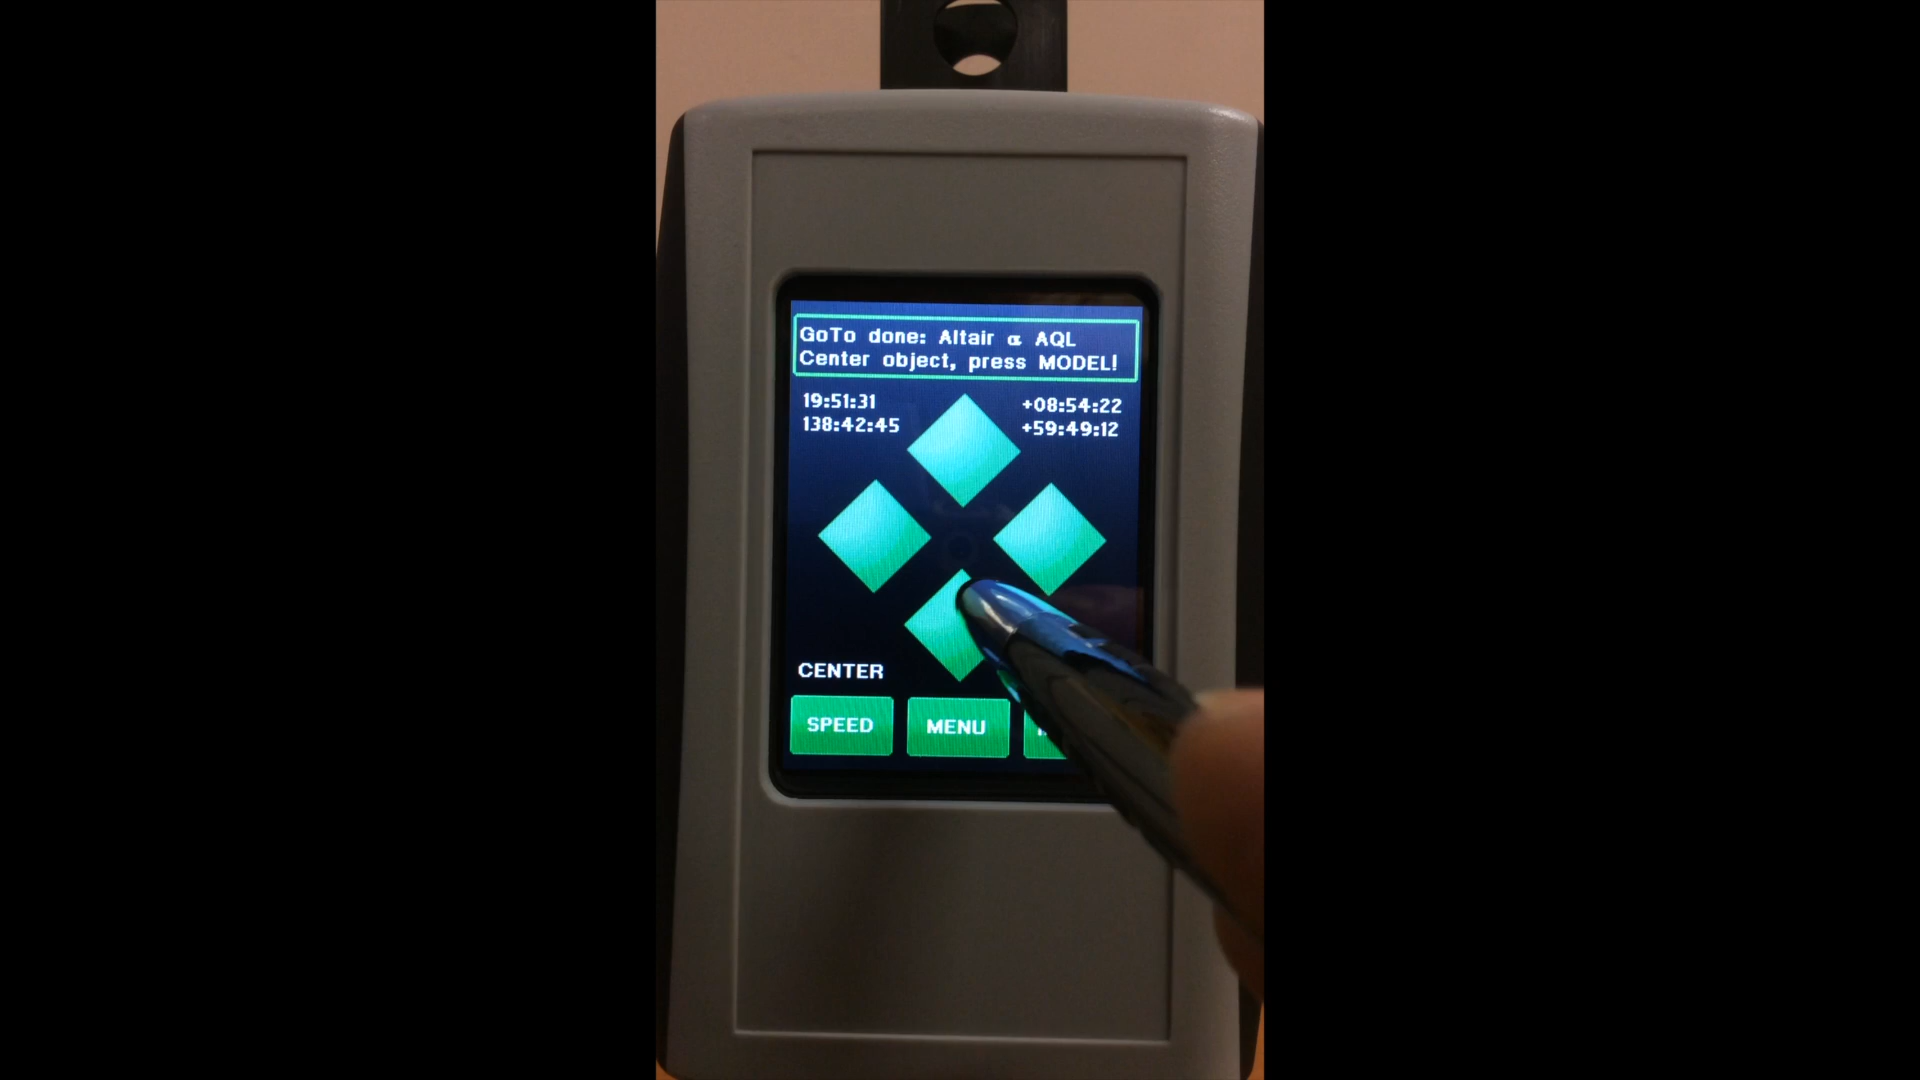 GoTo done: Altair α AQL
Center object, press MODEL!
19:51:31 +08:54:22
138:42:45 +59:49:12
CENTER
SPEED MENU